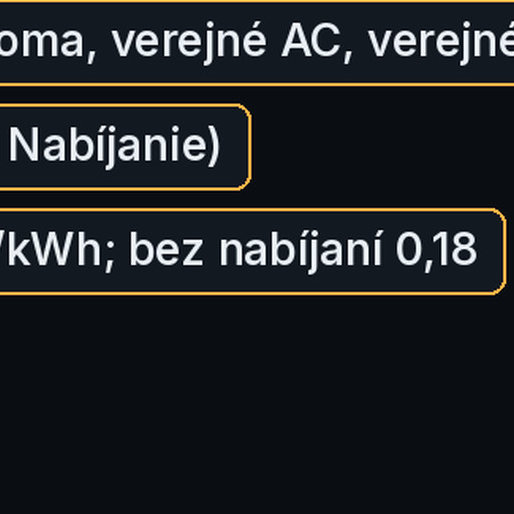 oma, verejné AC, verejné
Nabíjanie)
/kWh; bez nabíjaní 0,18